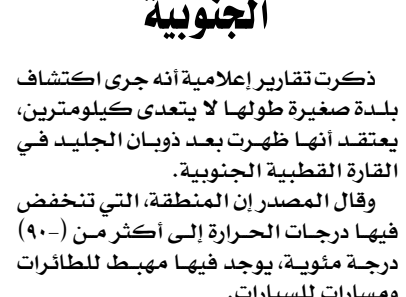 الجنوبية
ذكرت تقارير إعلامية أنه جرى اكتشاف
بلدة صغيرة طولها لا يتعدى كيلومترين،
يعتقد أنها ظهرت بعد ذوبان الجليد في
القارة القطبية الجنوبية.
وقال المصدر إن المنطقة، التي تنخفض
فيها درجات الحرارة إلى أكثر من (-٩٠)
درجة مئوية، يوجد فيها مهبط للطائرات
ومسارات للسيارات.